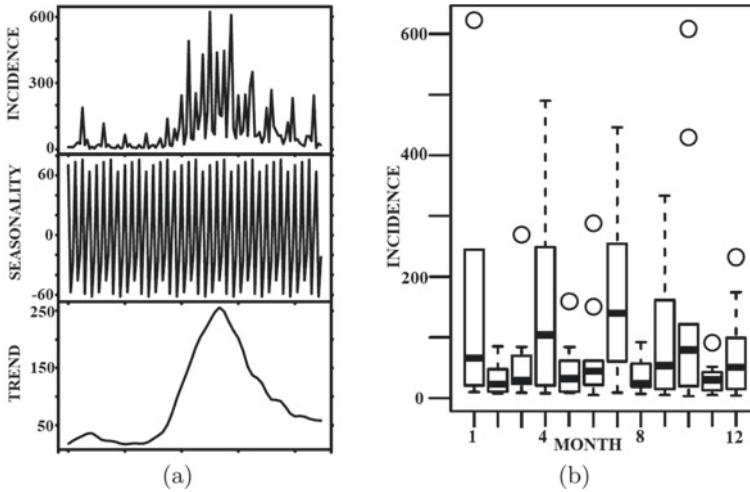 INCIDENCE
600
300
0
SEASONALITY
60
0
-60
TREND
250
150
50
(a)
INCIDENCE
600
400
200
0
1
4
MONTH
8
12
(b)